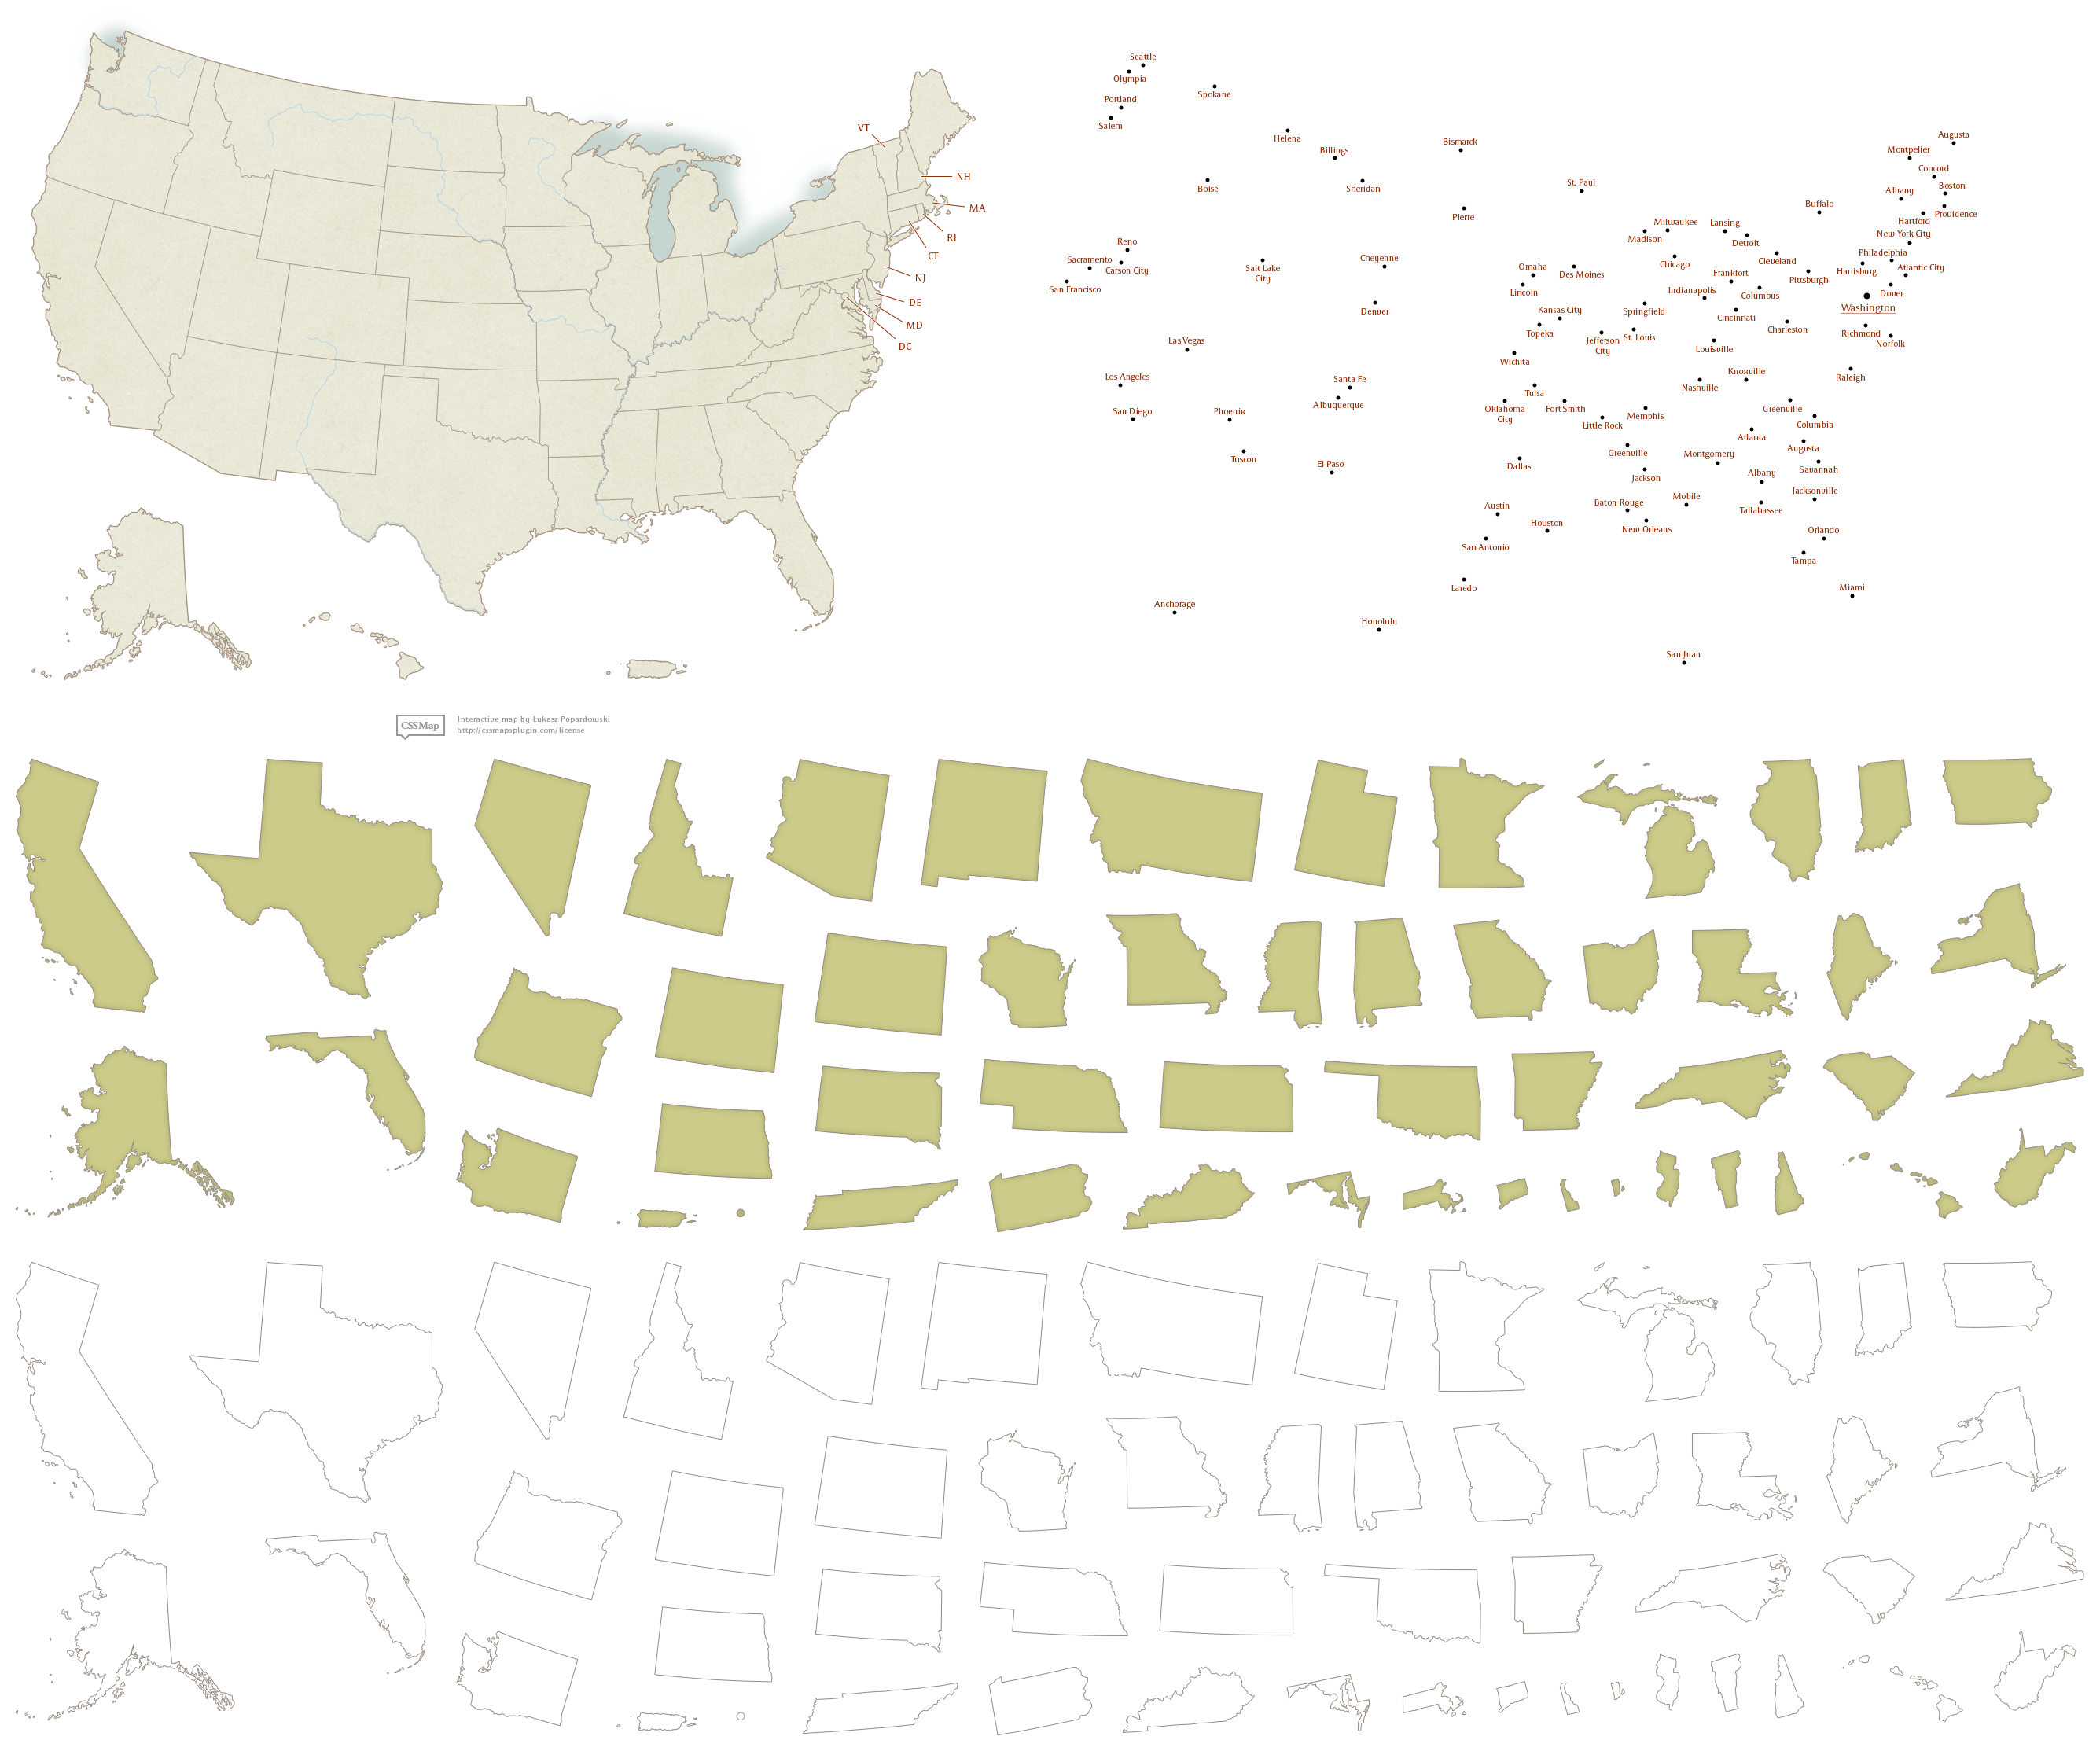 VT
NH
MA
RI
CT
NJ
DE
MD
DC
Seattle
Olympia
Spokane
Portland
Salem
Helena
Billings
Bismarck
Augusta
Montpelier
Concord
Boise
Sheridan
St. Paul
Albany
Boston
Pierre
Buffalo
Hartford
Providence
Milwaukee
Lansing
Madison
Detroit
New York City
Reno
Sacramento
Carson City
San Francisco
Salt Lake
City
Cheyenne
Omaha
Des Moines
Chicago
Cleveland
Philadelphia
Frankfort
Pittsburgh
Harrisburg
Atlantic City
Lincoln
Indianapolis
Columbus
Dover
Denver
Kansas City
Springfield
Washington
Cincinnati
Charleston
Topeka
Jefferson
City
St. Louis
Richmond
Norfolk
Las Vegas
Louisville
Wichita
Los Angeles
Santa Fe
Knoxville
Raleigh
Nashville
Tulsa
Albuquerque
San Diego
Phoenix
Oklahoma
City
Fort Smith
Memphis
Greenville
Little Rock
Columbia
Atlanta
Augusta
Greenville
Montgomery
Tuscon
El Paso
Dallas
Savannah
Jackson
Albany
Jacksonville
Mobile
Baton Rouge
Austin
Tallahassee
Houston
New Orleans
Orlando
San Antonio
Tampa
Laredo
Miami
Anchorage
Honolulu
San Juan
CSSMap
Interactive map by Łukasz Popardowski
http://cssmapsplugin.com/license